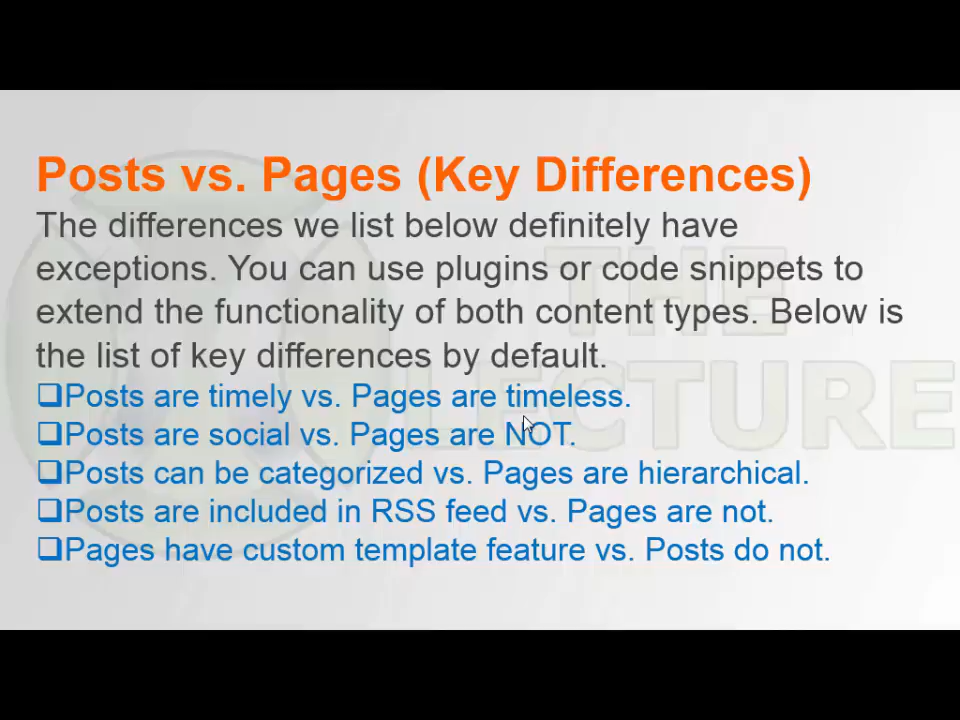 Posts vs. Pages (Key Differences)
The differences we list below definitely have
exceptions. You can use plugins or code snippets to
extend the functionality of both content types. Below is
the list of key differences by default.
❑Posts are timely vs. Pages are timeless.
❑Posts are social vs. Pages are NOT.
❑Posts can be categorized vs. Pages are hierarchical.
❑Posts are included in RSS feed vs. Pages are not.
❑Pages have custom template feature vs. Posts do not.
THE
LECTURE